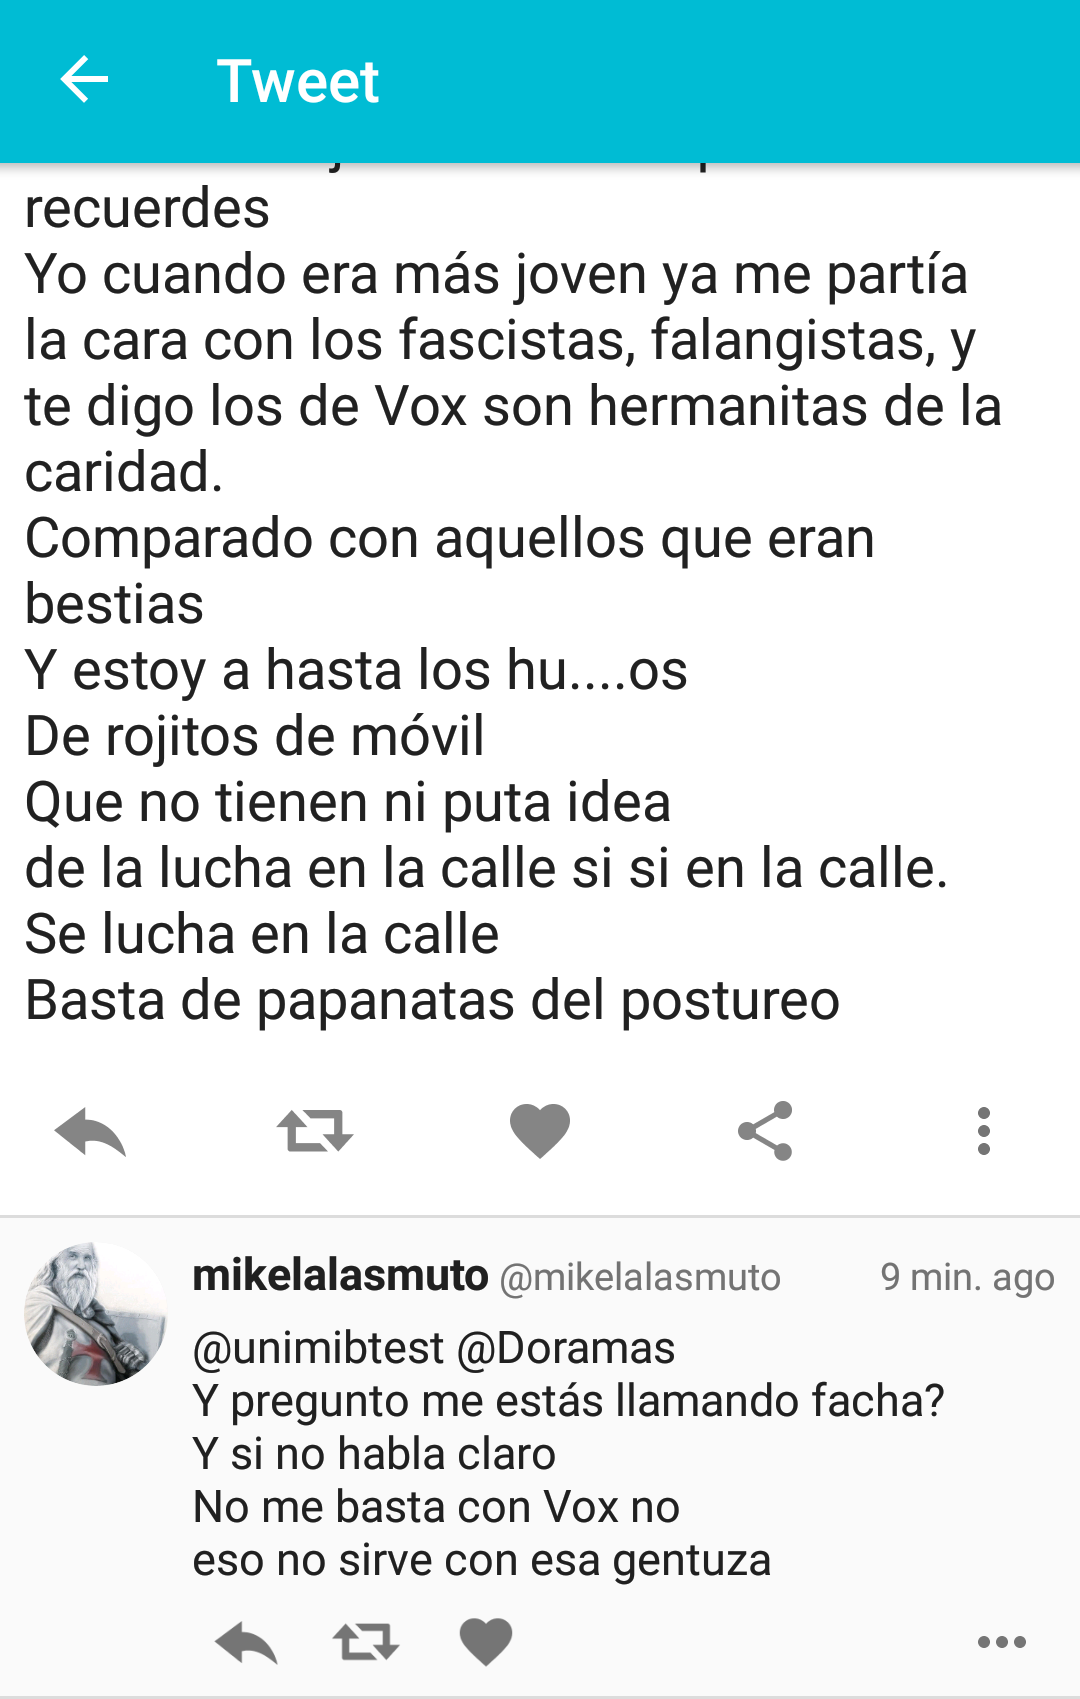 Tweet
recuerdes
Yo cuando era más joven ya me partía
la cara con los fascistas, falangistas, y
te digo los de Vox son hermanitas de la
caridad.
Comparado con aquellos que eran
bestias
Y estoy a hasta los hu....os
De rojitos de móvil
Que no tienen ni puta idea
de la lucha en la calle si si en la calle.
Se lucha en la calle
Basta de papanatas del postureo
mikelalasmuto @mikelalasmuto 9 min. ago
@unimibtest @Doramas
Y pregunto me estás llamando facha?
Y si no habla claro
No me basta con Vox no
eso no sirve con esa gentuza